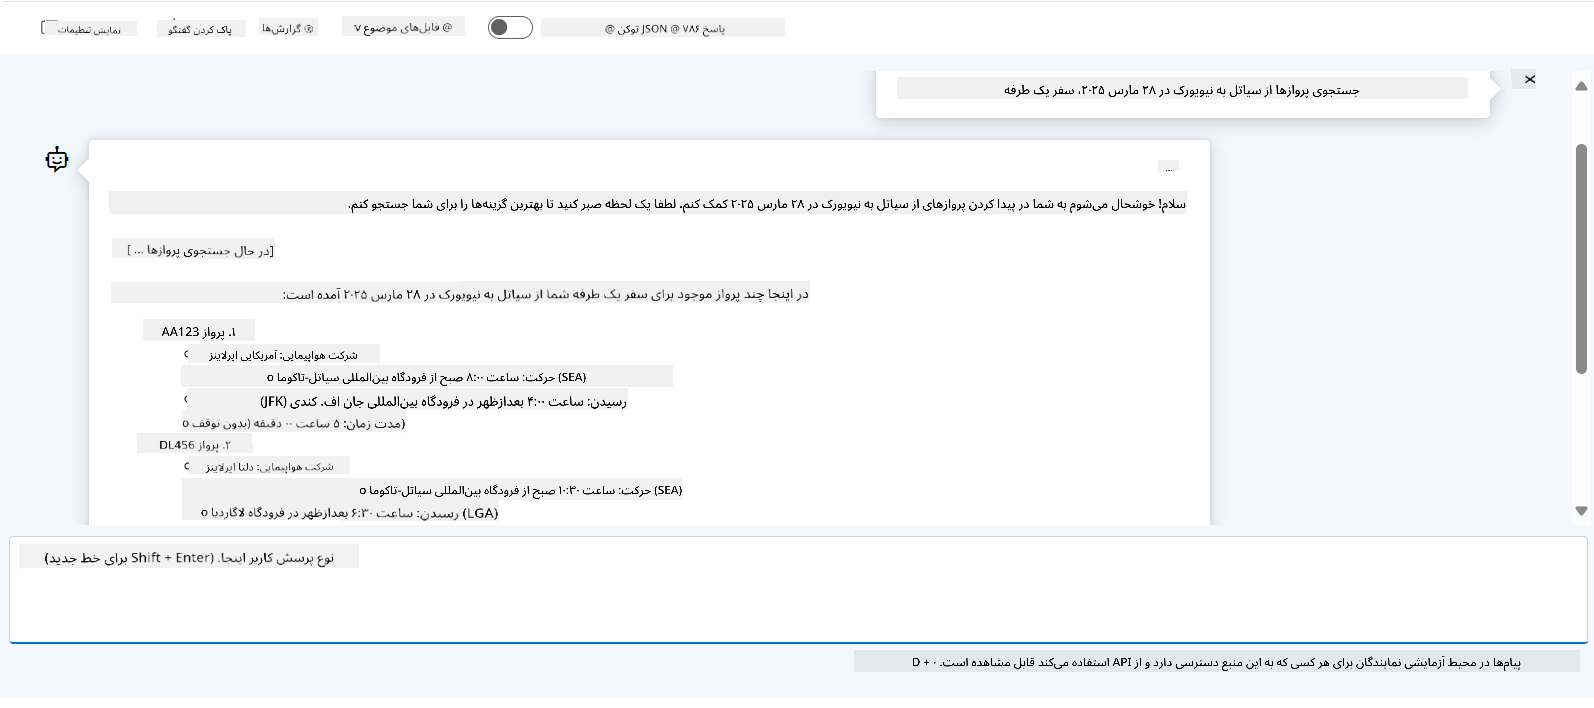 نمایش تنظیمات
پاک کردن گفتگو
گزارش‌ها
فایل‌های موضوع @ V
پاسخ JSON @ ۷۸۶ توکن @
جستجوی پروازها از سیاتل به نیویورک در ۲۸ مارس ۲۰۲۵، سفر یک طرفه
...
سلام! خوشحال می‌شوم به شما در پیدا کردن پروازهای از سیاتل به نیویورک در ۲۸ مارس ۲۰۲۵ کمک کنم. لطفا یک لحظه صبر کنید تا بهترین گزینه‌ها را برای شما جستجو کنم.
[در حال جستجوی پروازها ... ]
در اینجا چند پرواز موجود برای سفر یک طرفه شما از سیاتل به نیویورک در ۲۸ مارس ۲۰۲۵ آمده است:
۱. پرواز AA123
شرکت هواپیمایی: آمریکایی ایرلاینز
o حرکت: ساعت ۸:۰۰ صبح از فرودگاه بین‌المللی سیاتل-تاکوما (SEA)
رسیدن: ساعت ۴:۰۰ بعدازظهر در فرودگاه بین‌المللی جان اف. کندی (JFK)
o مدت زمان: ۵ ساعت ۰۰ دقیقه (بدون توقف)
۲. پرواز DL456
شرکت هواپیمایی: دلتا ایرلاینز
o حرکت: ساعت ۱۰:۳۰ صبح از فرودگاه بین‌المللی سیاتل-تاکوما (SEA)
o رسیدن: ساعت ۶:۳۰ بعدازظهر در فرودگاه لاگاردیا (LGA)
نوع پرسش کاربر اینجا. (Shift + Enter برای خط جدید)
پیام‌ها در محیط آزمایشی نمایندگان برای هر کسی که به این منبع دسترسی دارد و از API استفاده می‌کند قابل مشاهده است. D + ۰